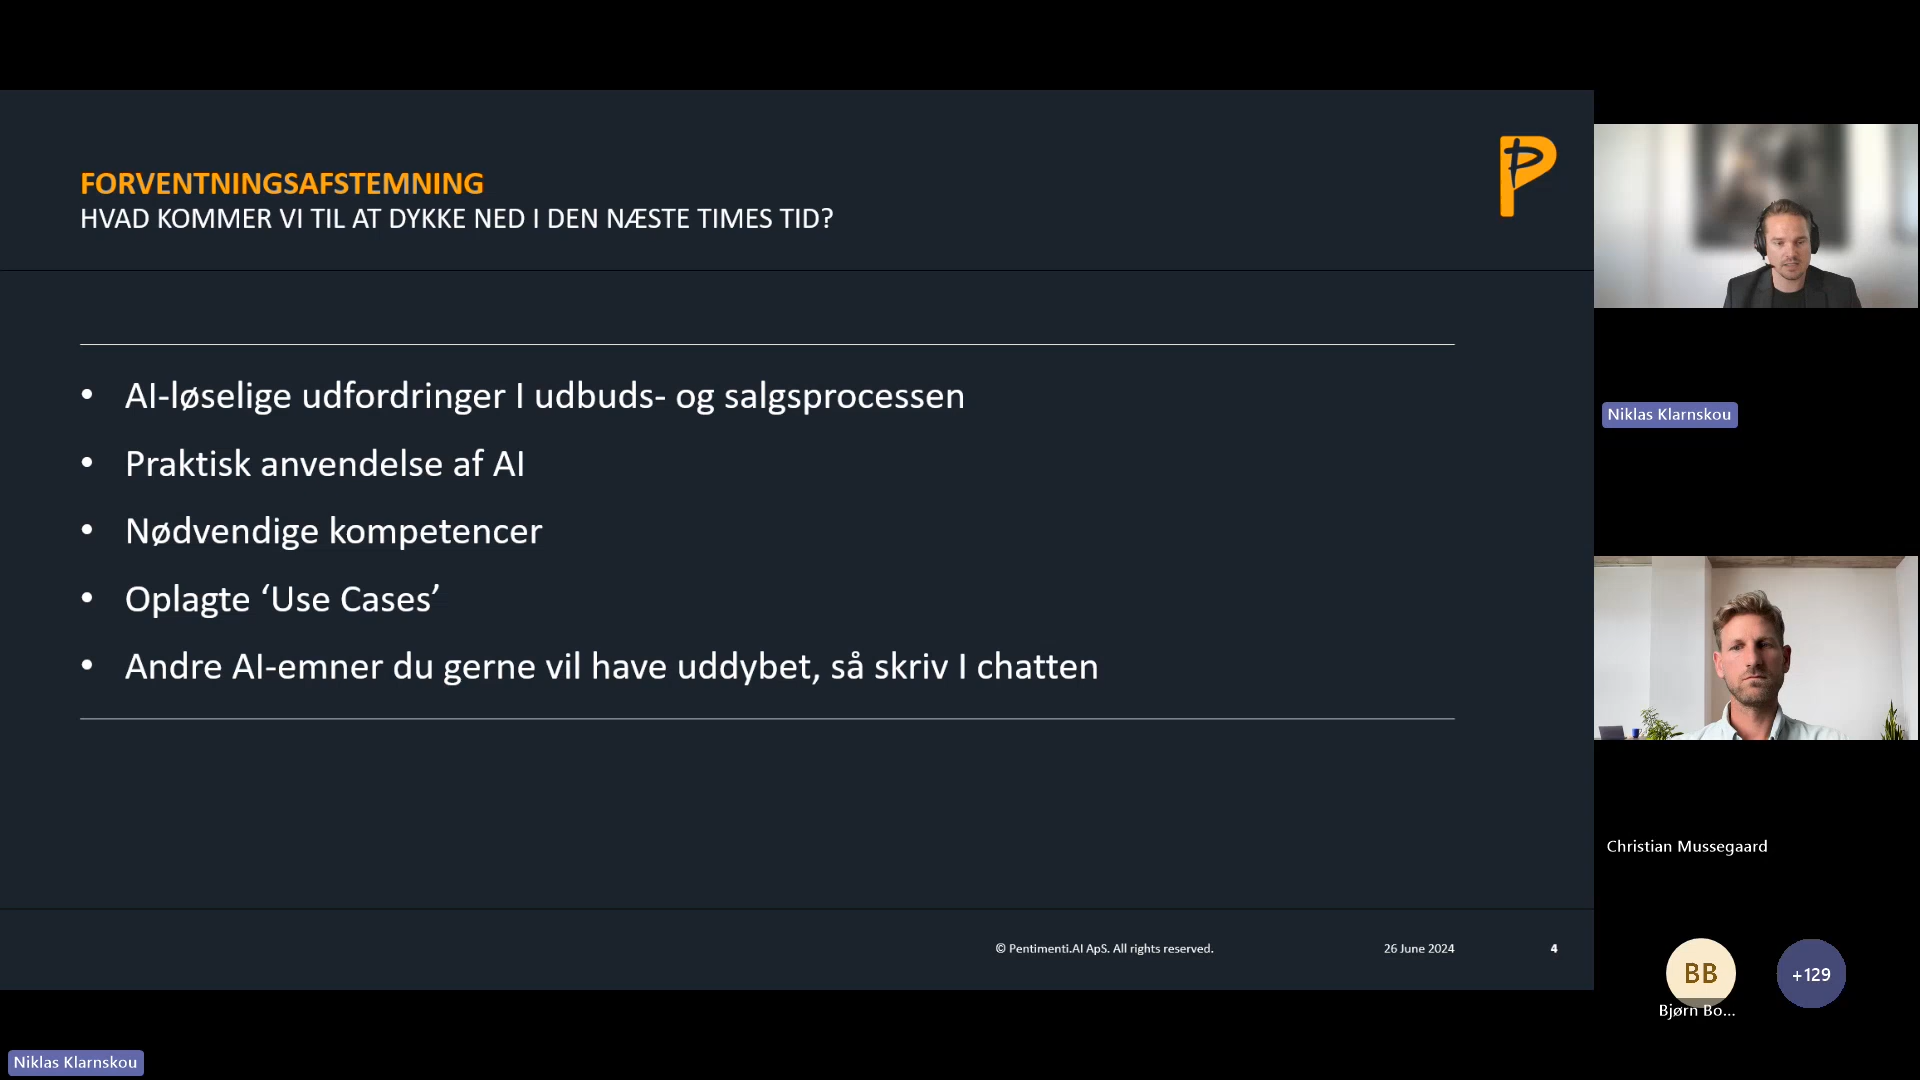 FORVENTNINGSAFSTEMNING
HVAD KOMMER VI TIL AT DYKKE NED I DEN NÆSTE TIMES TID?
• AI-løselige udfordringer I udbuds- og salgsprocessen
• Praktisk anvendelse af AI
• Nødvendige kompetencer
• Oplagte ‘Use Cases’
• Andre AI-emner du gerne vil have uddybet, så skriv I chatten
© Pentimenti.AI ApS. All rights reserved.
26 June 2024
4
Niklas Klarnskou
Christian Mussegaard
BB
+129
Bjørn Bo...
Niklas Klarnskou